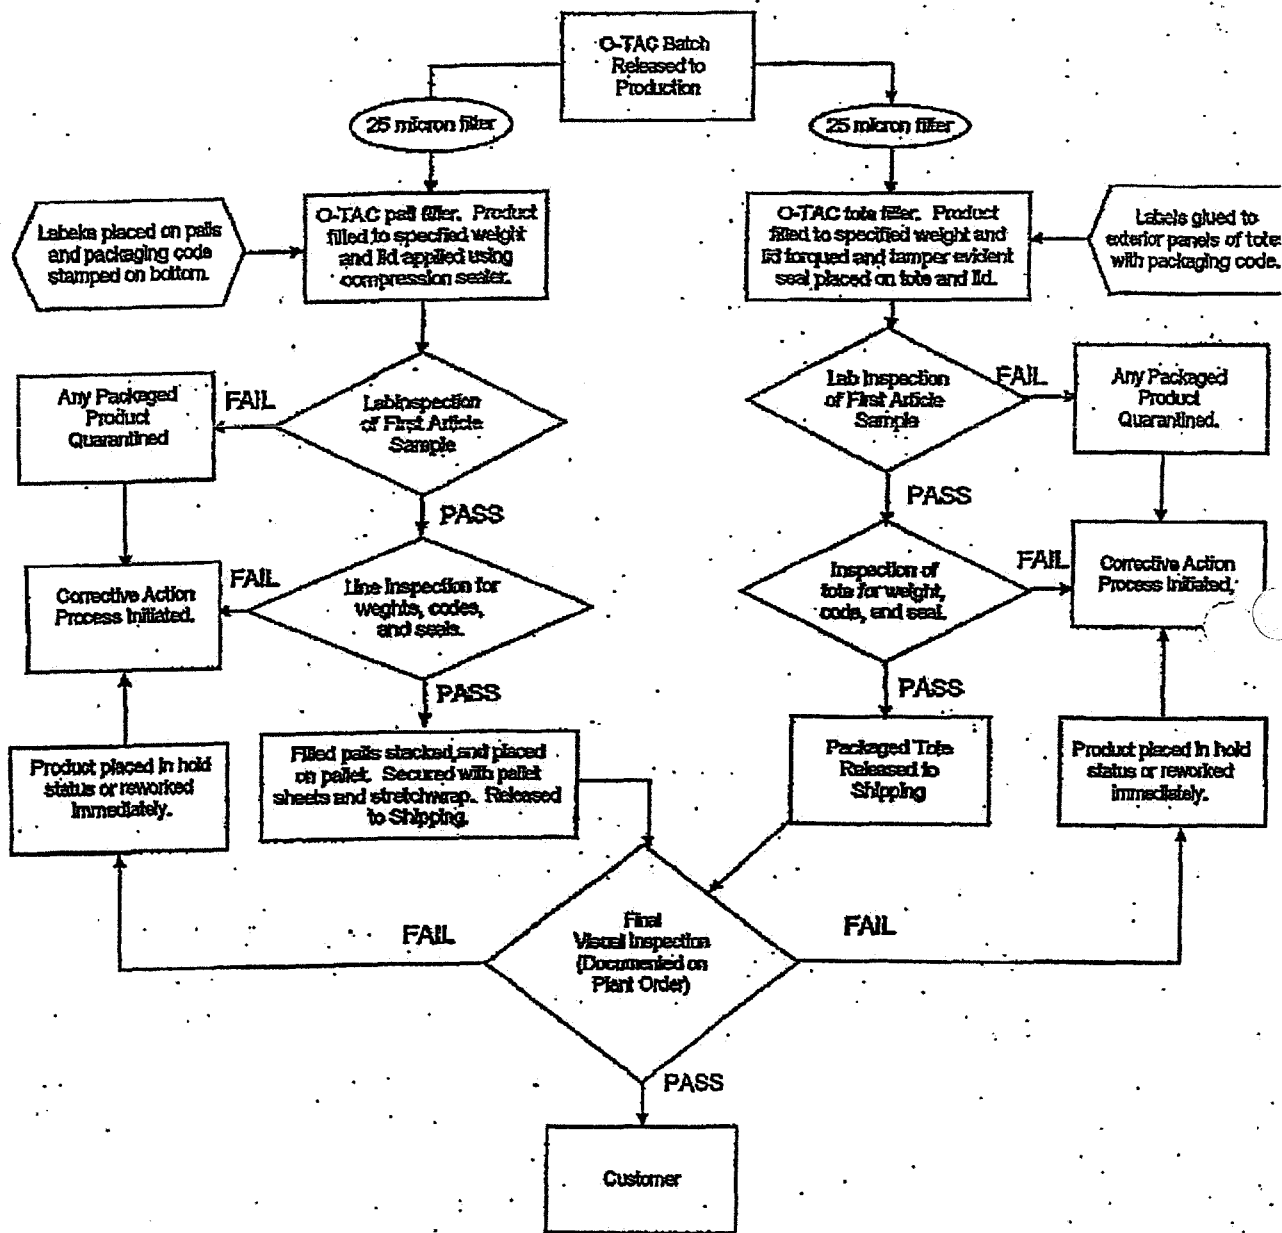 O-TAC Batch
Released to
Production
25 micron filter
25 micron filter
Labels placed on pails
and packaging code
stamped on bottom.
O-TAC pail filler. Product
filled to specified weight
and lid applied using
compression sealer.
O-TAC tote filler. Product
filled to specified weight and
lid torqued and tamper evident
seal placed on tote and lid.
Labels glued to
exterior panels of totes
with packaging code.
Any Packaged
Product
Quarantined
FAIL
Lab Inspection
of First Article
Sample
Lab Inspection
of First Article
Sample
FAIL
Any Packaged
Product
Quarantined.
PASS
PASS
Corrective Action
Process Initiated.
FAIL
Line Inspection for
weghts, codes,
and seals.
Inspection of
tote for weight,
code, and seal.
FAIL
Corrective Action
Process Initiated.
PASS
PASS
Product placed in hold
status or reworked
immediately.
Filled pails stacked and placed
on pallet. Secured with pallet
sheets and stretchwrap. Released
to Shipping.
Packaged Tote
Released to
Shipping
Product placed in hold
status or reworked
immediately.
FAIL
Final
Visual Inspection
(Documented on
Plant Order)
FAIL
PASS
Customer